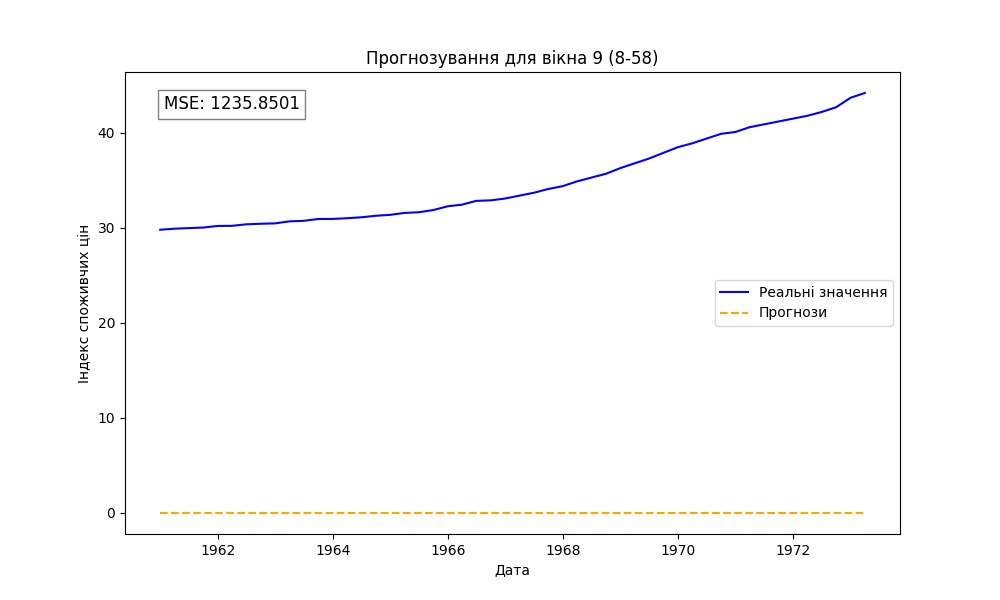 Прогнозування для вікна 9 (8-58)
MSE: 1235.8501
Індекс споживчих цін
40
30
20
10
0
Реальні значення
Прогнози
1962
1964
1966
1968
1970
1972
Дата